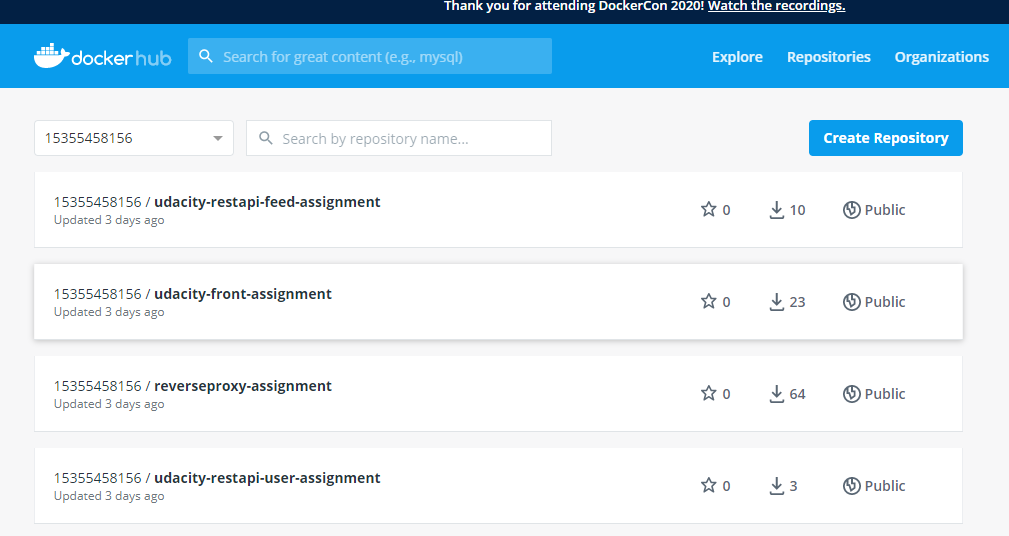 Thank you for attending DockerCon 2020! Watch the recordings.
docker hub
Search for great content (e.g., mysql)
Explore
Repositories
Organizations
15355458156
Search by repository name...
Create Repository
15355458156 / udacity-restapi-feed-assignment
Updated 3 days ago
0
10
Public
15355458156 / udacity-front-assignment
Updated 3 days ago
0
23
Public
15355458156 / reverseproxy-assignment
Updated 3 days ago
0
64
Public
15355458156 / udacity-restapi-user-assignment
Updated 3 days ago
0
3
Public